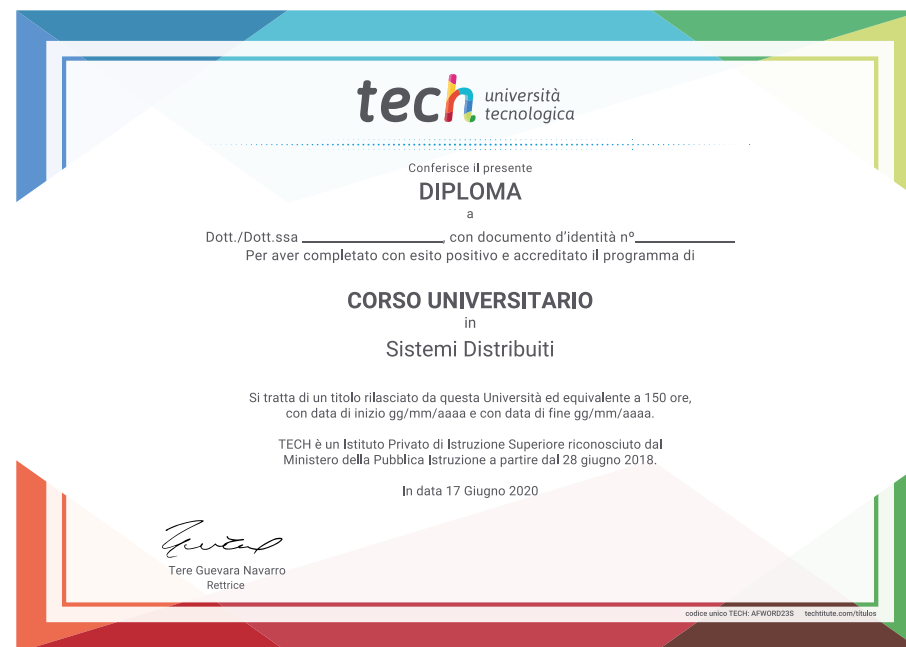 tech università
tecnologica
Conferisce il presente
DIPLOMA
a
Dott./Dott.ssa ____________________, con documento d'identità nº______________
Per aver completato con esito positivo e accreditato il programma di
CORSO UNIVERSITARIO
in
Sistemi Distribuiti
Si tratta di un titolo rilasciato da questa Università ed equivalente a 150 ore,
con data di inizio gg/mm/aaaa e con data di fine gg/mm/aaaa.
TECH è un Istituto Privato di Istruzione Superiore riconosciuto dal
Ministero della Pubblica Istruzione a partire dal 28 giugno 2018.
In data 17 Giugno 2020
Tere Guevara Navarro
Rettrice
codice unico TECH: AFWORD23S techtitute.com/titulos